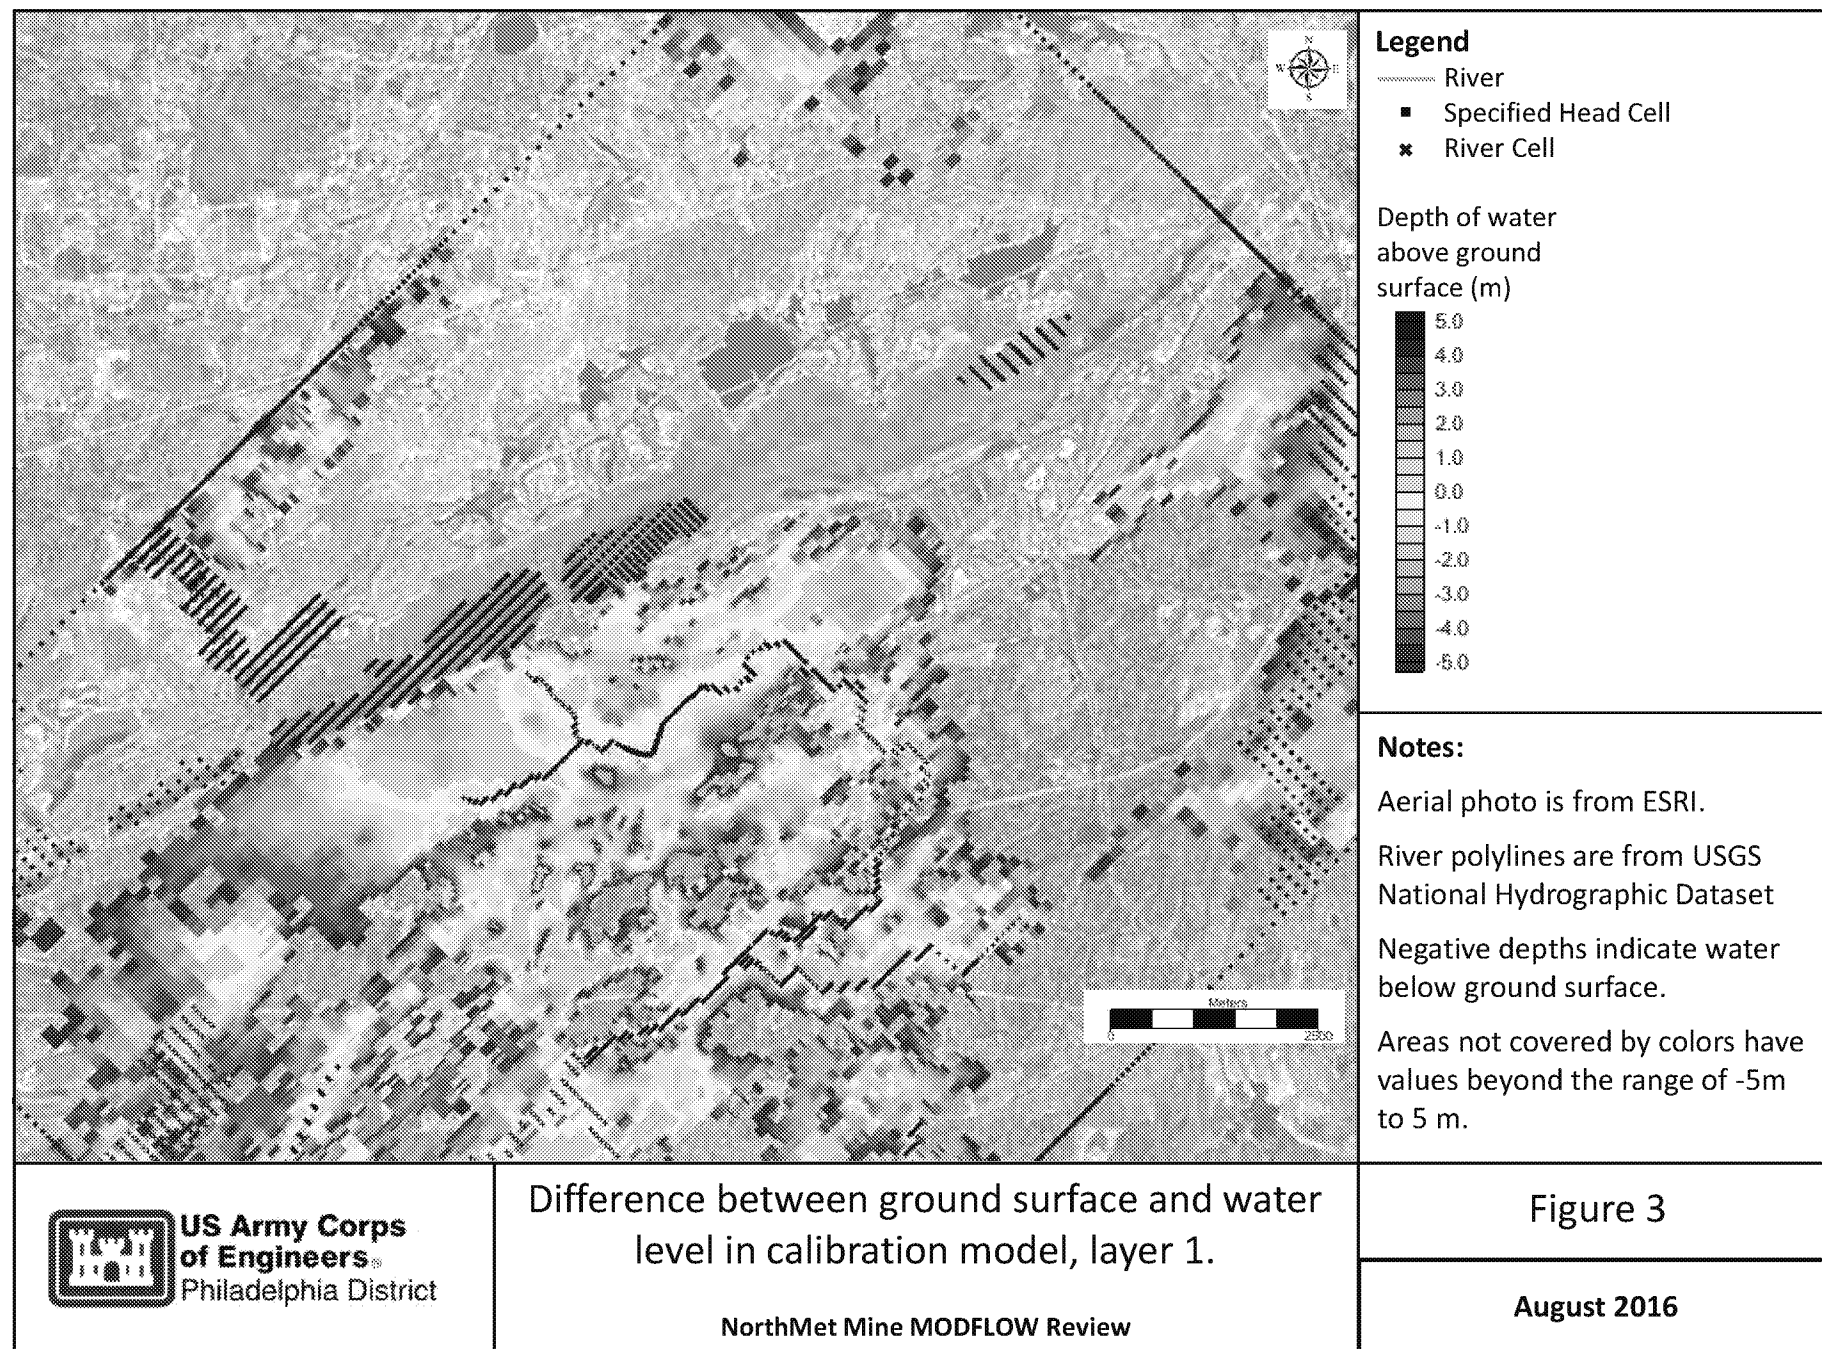 N
W E
S
Legend
River
Specified Head Cell
River Cell
Depth of water
above ground
surface (m)
5.0
4.0
3.0
2.0
1.0
0.0
-1.0
-2.0
-3.0
-4.0
-5.0
Notes:
Aerial photo is from ESRI.
River polylines are from USGS
National Hydrographic Dataset
Negative depths indicate water
below ground surface.
Areas not covered by colors have
values beyond the range of -5m
to 5 m.
Meters
0 2500
US Army Corps
of Engineers®
Philadelphia District
Difference between ground surface and water
level in calibration model, layer 1.
NorthMet Mine MODFLOW Review
Figure 3
August 2016